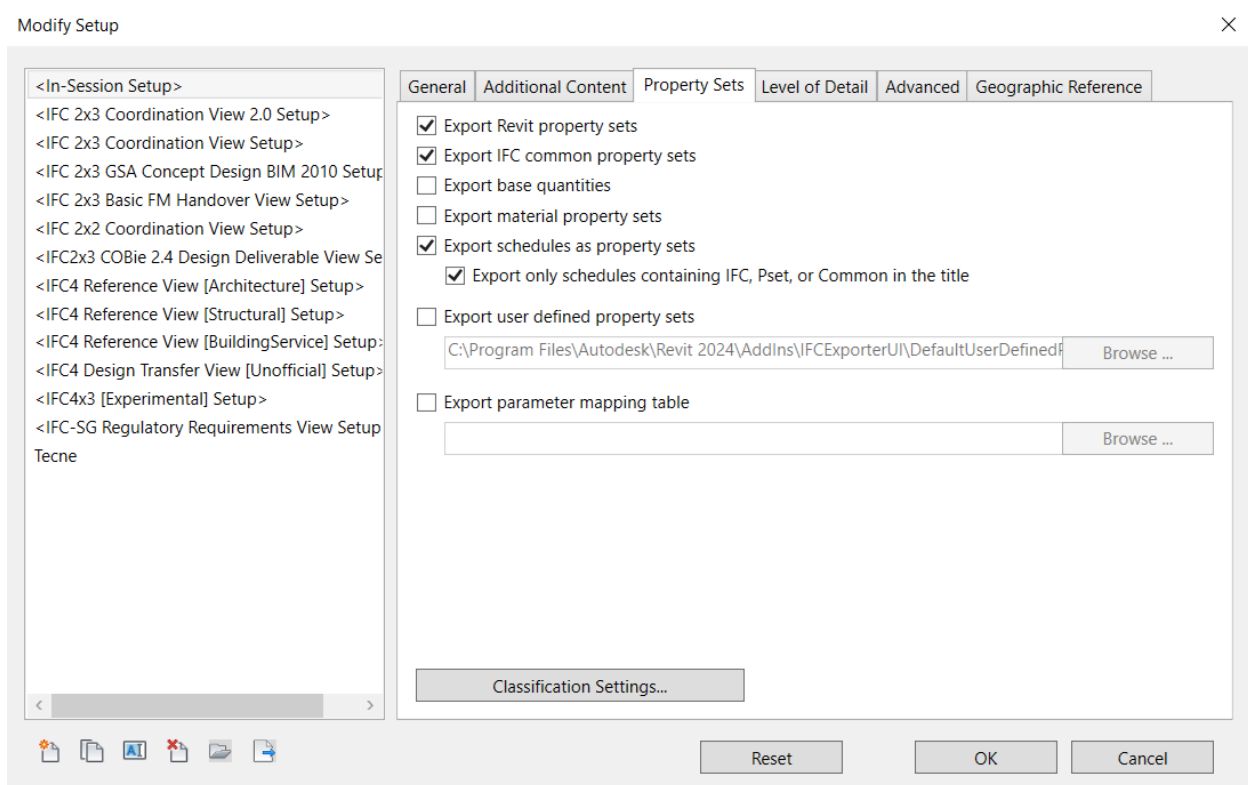 Modify Setup
<In-Session Setup>
<IFC 2x3 Coordination View 2.0 Setup>
<IFC 2x3 Coordination View Setup>
<IFC 2x3 GSA Concept Design BIM 2010 Setup
<IFC 2x3 Basic FM Handover View Setup>
<IFC 2x2 Coordination View Setup>
<IFC2x3 COBie 2.4 Design Deliverable View Se
<IFC4 Reference View [Architecture] Setup>
<IFC4 Reference View [Structural] Setup>
<IFC4 Reference View [BuildingService] Setup>
<IFC4 Design Transfer View [Unofficial] Setup>
<IFC4x3 [Experimental] Setup>
<IFC-SG Regulatory Requirements View Setup
Tecne
General Additional Content Property Sets Level of Detail Advanced Geographic Reference
Export Revit property sets
Export IFC common property sets
Export base quantities
Export material property sets
Export schedules as property sets
Export only schedules containing IFC, Pset, or Common in the title
Export user defined property sets
C:\Program Files\Autodesk\Revit 2024\AddIns\IFCExporterUI\DefaultUserDefinedP Browse ...
Export parameter mapping table
Browse ...
Classification Settings...
Reset OK Cancel